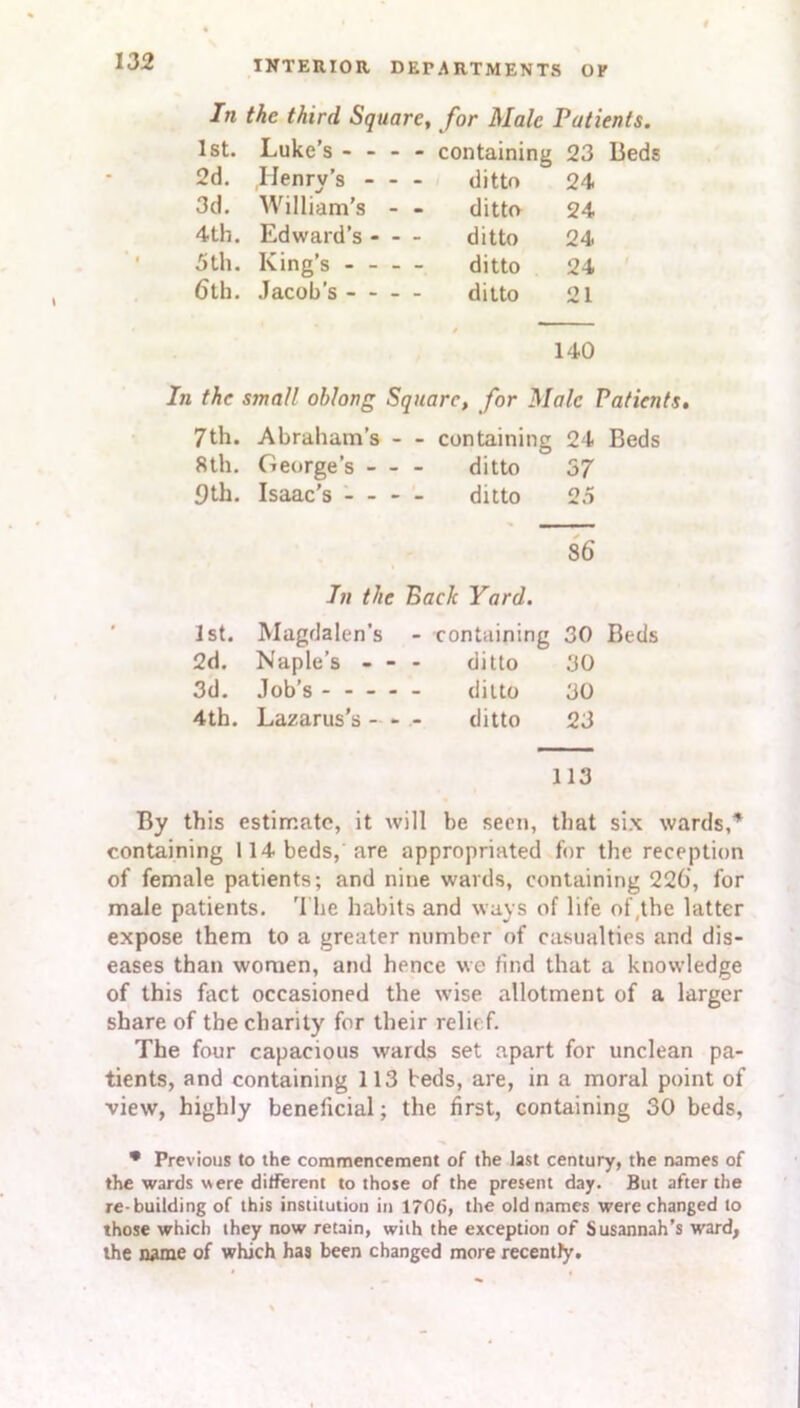 132
INTERIOR DEPARTMENTS OF
In the third Square, for Male Patients.
1st. Luke's - - - - containing 23 Beds
2d. Henry's - - - ditto 24
3d. William's - - ditto 24
4th. Edward's - - - ditto 24
5th. King's - - - - ditto 24
6th. Jacob's - - - - ditto 21
140
In the small oblong Square, for Male Patients.
7th. Abraham's - - containing 24 Beds
8th. George's - - - ditto 37
9th. Isaac's - - - - ditto 25
86
In the Back Yard.
1st. Magdalen's - containing 30 Beds
2d. Naple's - - - ditto 30
3d. Job's - - - - - ditto 30
4th. Lazarus's - - - ditto 23
113
By this estimate, it will be seen, that six wards,*
containing 114 beds, are appropriated for the reception
of female patients; and nine wards, containing 226, for
male patients. The habits and ways of life of the latter
expose them to a greater number of casualties and dis-
eases than women, and hence we find that a knowledge
of this fact occasioned the wise allotment of a larger
share of the charity for their relief.
The four capacious wards set apart for unclean pa-
tients, and containing 113 beds, are, in a moral point of
view, highly beneficial; the first, containing 30 beds,
* Previous to the commencement of the last century, the names of
the wards were different to those of the present day. But after the
re-building of this institution in 1706, the old names were changed to
those which they now retain, with the exception of Susannah's ward,
the name of which has been changed more recently.